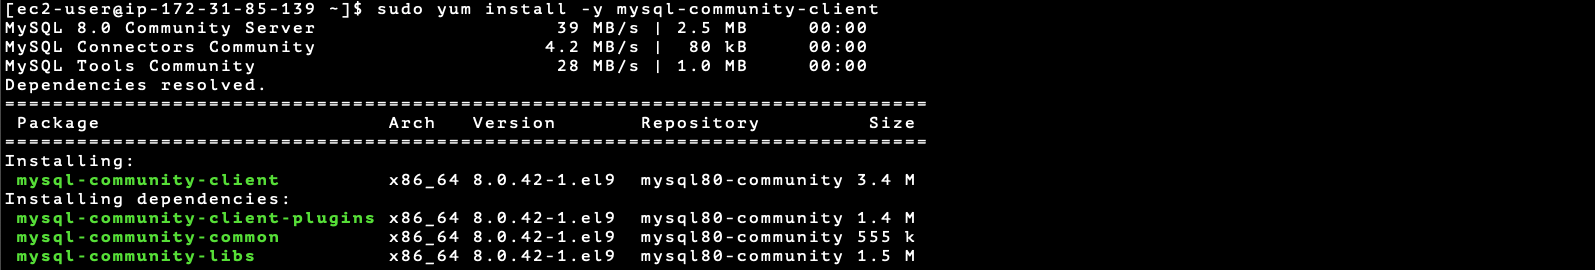 [ec2-user@ip-172-31-85-139 ~]$ sudo yum install -y mysql-community-client
MySQL 8.0 Community Server                    39 MB/s | 2.5 MB     00:00
MySQL Connectors Community                   4.2 MB/s |  80 kB     00:00
MySQL Tools Community                         28 MB/s | 1.0 MB     00:00
Dependencies resolved.
=============================================================================
 Package                        Arch   Version       Repository         Size
=============================================================================
Installing:
 mysql-community-client         x86_64 8.0.42-1.el9  mysql80-community 3.4 M
Installing dependencies:
 mysql-community-client-plugins x86_64 8.0.42-1.el9  mysql80-community 1.4 M
 mysql-community-common         x86_64 8.0.42-1.el9  mysql80-community 555 k
 mysql-community-libs           x86_64 8.0.42-1.el9  mysql80-community 1.5 M